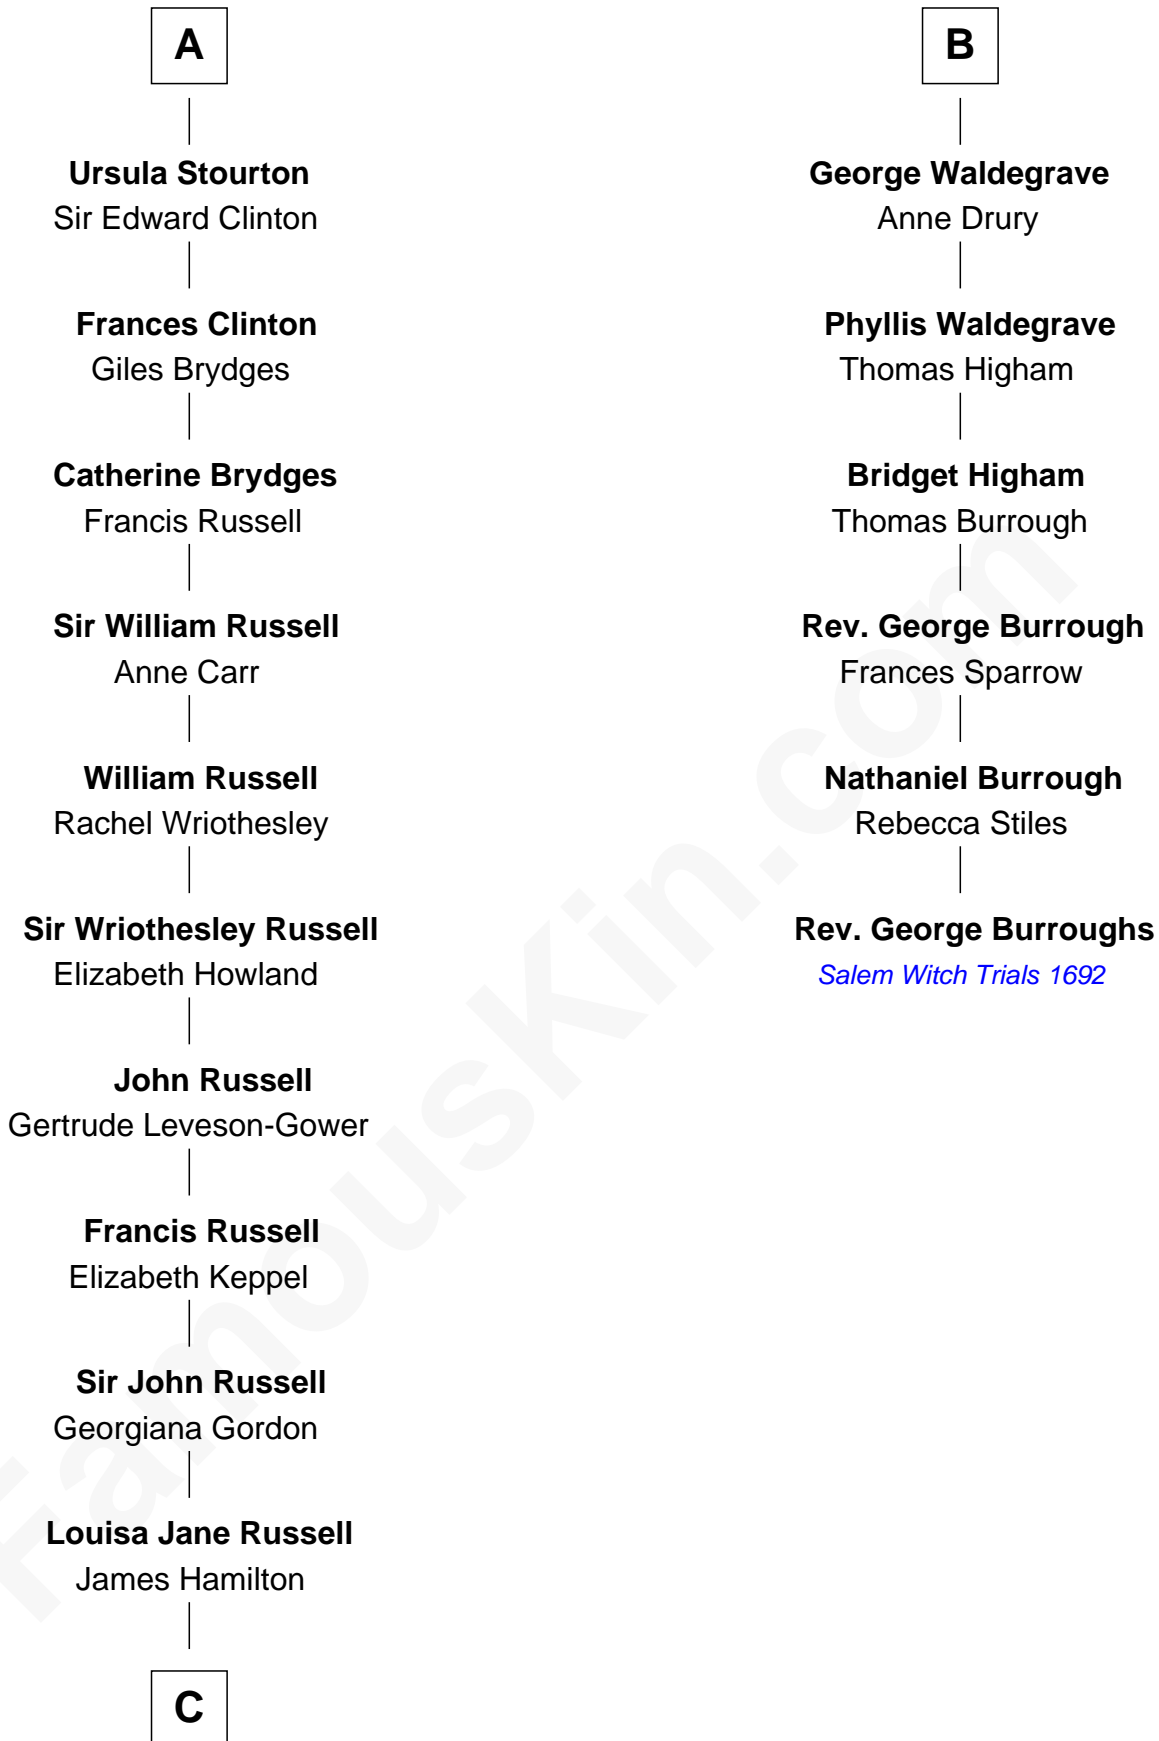 A
Ursula Stourton
Sir Edward Clinton
Frances Clinton
Giles Brydges
Catherine Brydges
Francis Russell
Sir William Russell
Anne Carr
William Russell
Rachel Wriothesley
Sir Wriothesley Russell
Elizabeth Howland
John Russell
Gertrude Leveson-Gower
Francis Russell
Elizabeth Keppel
Sir John Russell
Georgiana Gordon
Louisa Jane Russell
James Hamilton
C
B
George Waldegrave
Anne Drury
Phyllis Waldegrave
Thomas Higham
Bridget Higham
Thomas Burrough
Rev. George Burrough
Frances Sparrow
Nathaniel Burrough
Rebecca Stiles
Rev. George Burroughs
Salem Witch Trials 1692
FamousKin.com